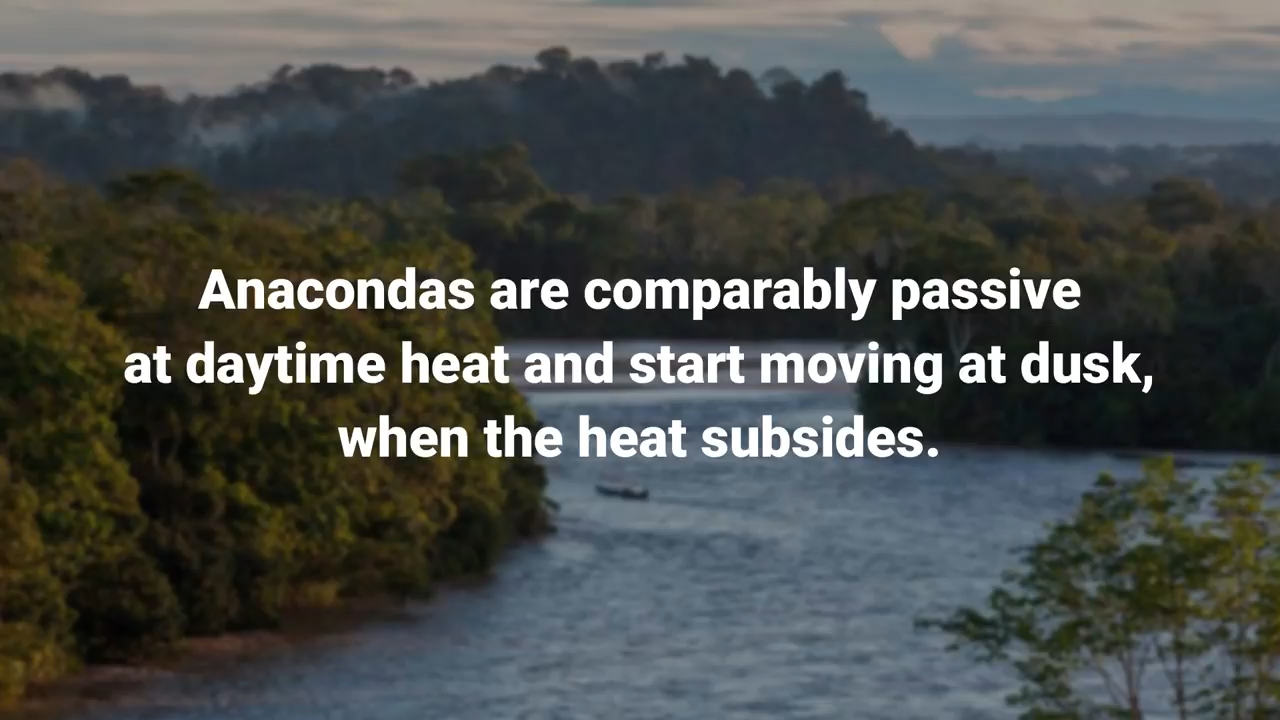 Anacondas are comparably passive
at daytime heat and start moving at dusk,
when the heat subsides.